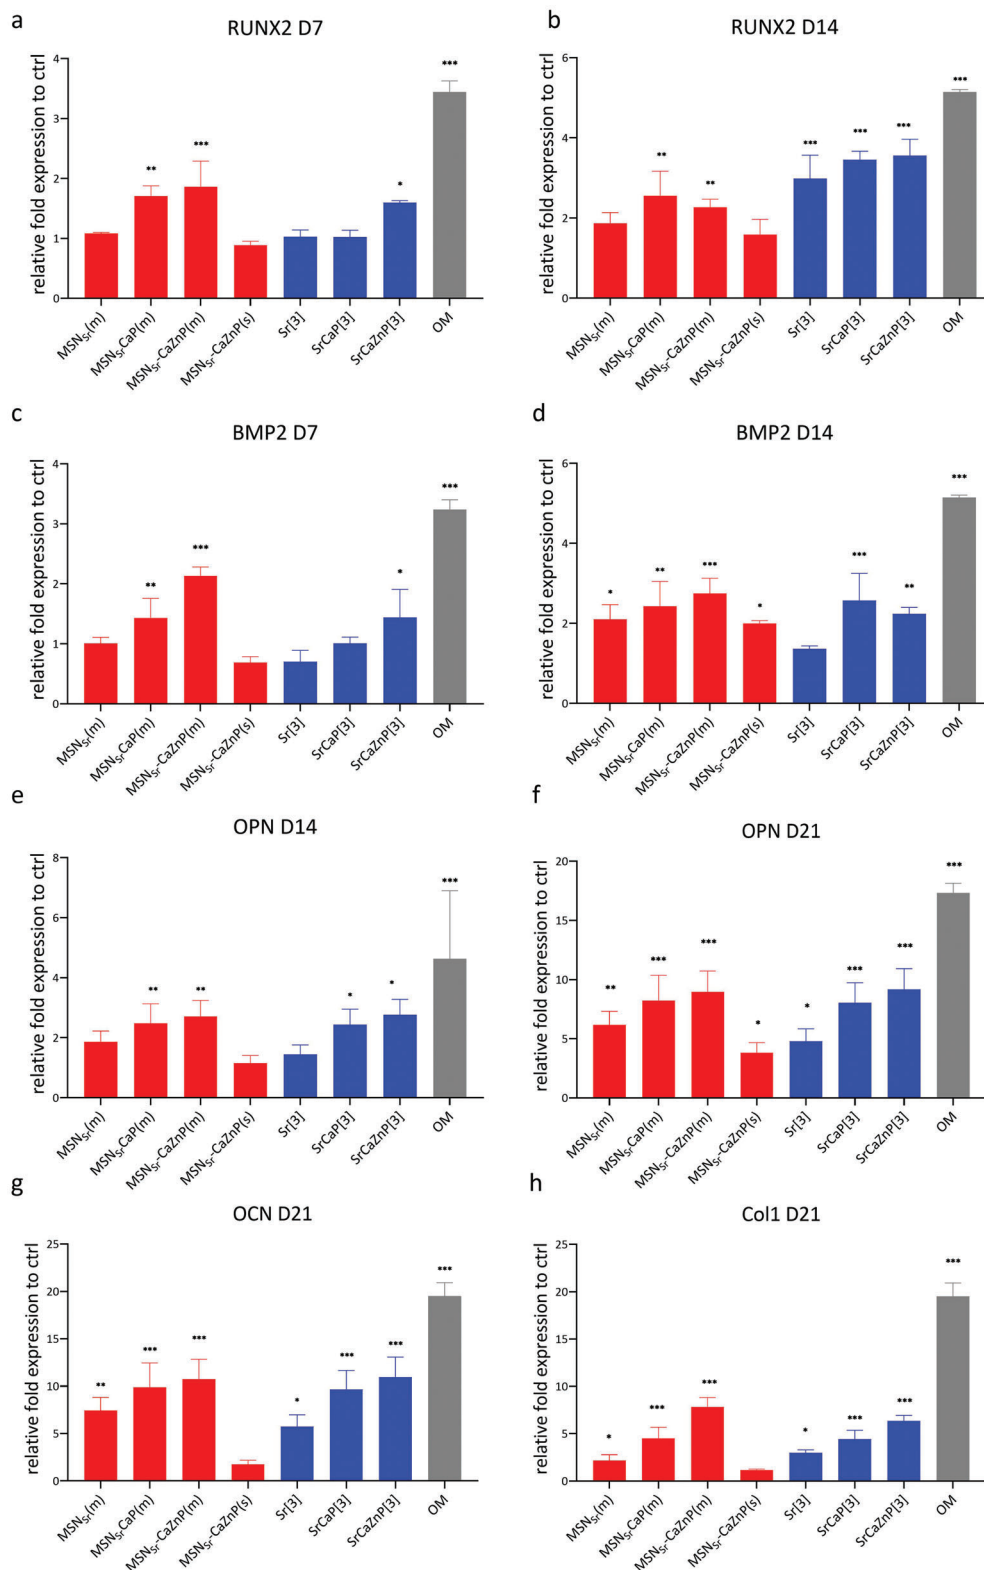 a
RUNX2 D7
relative fold expression to ctrl
4
3
2
1
0
** *** * ***
MSNSr(m) MSNSrCaP(m) MSNSr-CaZnP(m) MSNSr-CaZnP(s) Sr[3] SrCaP[3] SrCaZnP[3] OM
b
RUNX2 D14
relative fold expression to ctrl
6
4
2
0
** ** *** *** *** ***
MSNSr(m) MSNSrCaP(m) MSNSr-CaZnP(m) MSNSr-CaZnP(s) Sr[3] SrCaP[3] SrCaZnP[3] OM
c
BMP2 D7
relative fold expression to ctrl
4
3
2
1
0
** *** * ***
MSNSr(m) MSNSrCaP(m) MSNSr-CaZnP(m) MSNSr-CaZnP(s) Sr[3] SrCaP[3] SrCaZnP[3] OM
d
BMP2 D14
relative fold expression to ctrl
6
4
2
0
* ** *** * *** ** ***
MSNSr(m) MSNSrCaP(m) MSNSr-CaZnP(m) MSNSr-CaZnP(s) Sr[3] SrCaP[3] SrCaZnP[3] OM
e
OPN D14
relative fold expression to ctrl
8
6
4
2
0
** ** * * ***
MSNSr(m) MSNSrCaP(m) MSNSr-CaZnP(m) MSNSr-CaZnP(s) Sr[3] SrCaP[3] SrCaZnP[3] OM
f
OPN D21
relative fold expression to ctrl
20
15
10
5
0
** *** *** * * *** *** ***
MSNSr(m) MSNSrCaP(m) MSNSr-CaZnP(m) MSNSr-CaZnP(s) Sr[3] SrCaP[3] SrCaZnP[3] OM
g
OCN D21
relative fold expression to ctrl
25
20
15
10
5
0
** *** *** * *** *** ***
MSNSr(m) MSNSrCaP(m) MSNSr-CaZnP(m) MSNSr-CaZnP(s) Sr[3] SrCaP[3] SrCaZnP[3] OM
h
Col1 D21
relative fold expression to ctrl
25
20
15
10
5
0
* *** *** * *** *** ***
MSNSr(m) MSNSrCaP(m) MSNSr-CaZnP(m) MSNSr-CaZnP(s) Sr[3] SrCaP[3] SrCaZnP[3] OM